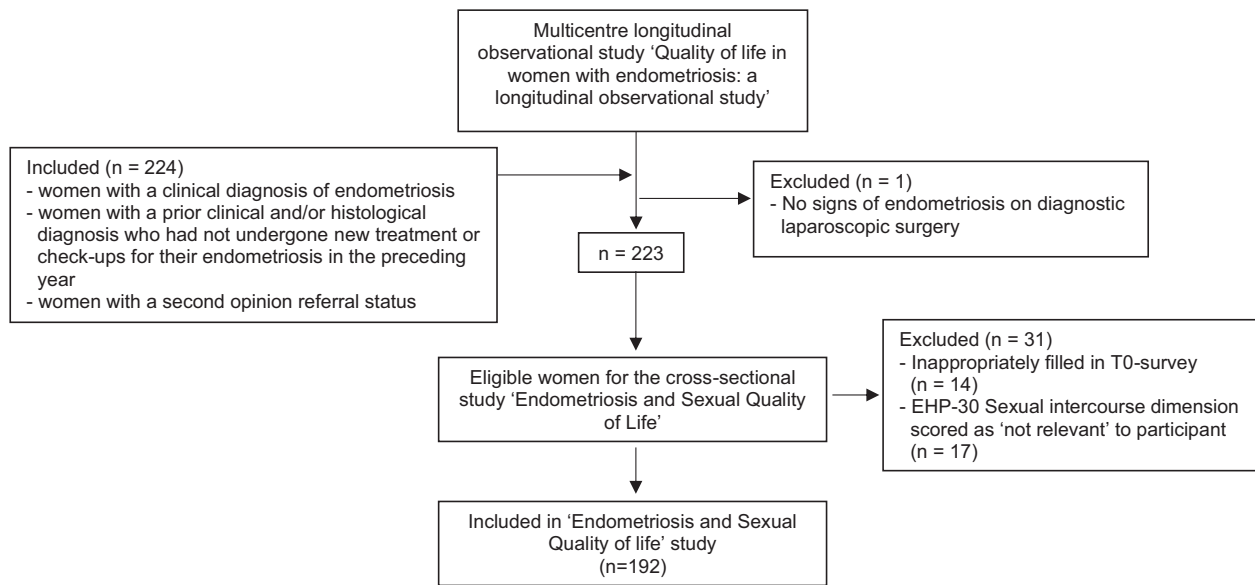 Multicentre longitudinal
observational study ‘Quality of life in
women with endometriosis: a
longitudinal observational study’
Included (n = 224)
- women with a clinical diagnosis of endometriosis
- women with a prior clinical and/or histological
diagnosis who had not undergone new treatment or
check-ups for their endometriosis in the preceding
year
- women with a second opinion referral status
Excluded (n = 1)
- No signs of endometriosis on diagnostic
laparoscopic surgery
n = 223
Eligible women for the cross-sectional
study ‘Endometriosis and Sexual Quality
of Life’
Excluded (n = 31)
- Inappropriately filled in T0-survey
(n = 14)
- EHP-30 Sexual intercourse dimension
scored as ‘not relevant’ to participant
(n = 17)
Included in ‘Endometriosis and Sexual
Quality of life’ study
(n=192)